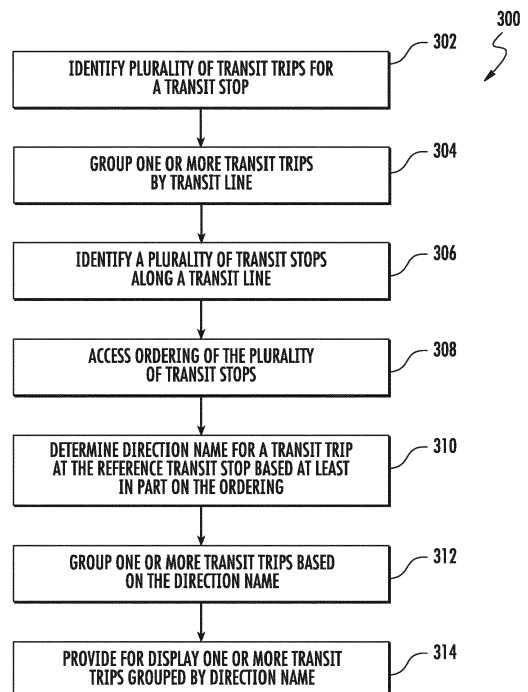 300
302
IDENTIFY PLURALITY OF TRANSIT TRIPS FOR
A TRANSIT STOP
304
GROUP ONE OR MORE TRANSIT TRIPS
BY TRANSIT LINE
306
IDENTIFY A PLURALITY OF TRANSIT STOPS
ALONG A TRANSIT LINE
308
ACCESS ORDERING OF THE PLURALITY
OF TRANSIT STOPS
310
DETERMINE DIRECTION NAME FOR A TRANSIT TRIP
AT THE REFERENCE TRANSIT STOP BASED AT LEAST
IN PART ON THE ORDERING
312
GROUP ONE OR MORE TRANSIT TRIPS BASED
ON THE DIRECTION NAME
314
PROVIDE FOR DISPLAY ONE OR MORE TRANSIT
TRIPS GROUPED BY DIRECTION NAME